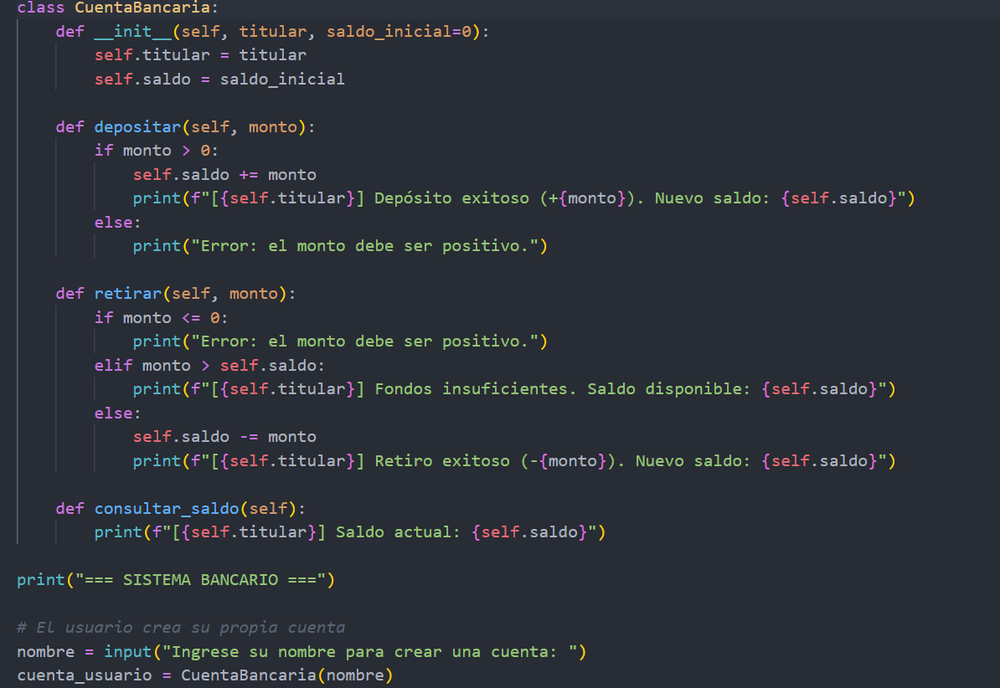 class CuentaBancaria:
    def __init__(self, titular, saldo_inicial=0):
        self.titular = titular
        self.saldo = saldo_inicial

    def depositar(self, monto):
        if monto > 0:
            self.saldo += monto
            print(f"[{self.titular}] Depósito exitoso (+{monto}). Nuevo saldo: {self.saldo}")
        else:
            print("Error: el monto debe ser positivo.")

    def retirar(self, monto):
        if monto <= 0:
            print("Error: el monto debe ser positivo.")
        elif monto > self.saldo:
            print(f"[{self.titular}] Fondos insuficientes. Saldo disponible: {self.saldo}")
        else:
            self.saldo -= monto
            print(f"[{self.titular}] Retiro exitoso (-{monto}). Nuevo saldo: {self.saldo}")

    def consultar_saldo(self):
        print(f"[{self.titular}] Saldo actual: {self.saldo}")

print("=== SISTEMA BANCARIO ===")

# El usuario crea su propia cuenta
nombre = input("Ingrese su nombre para crear una cuenta: ")
cuenta_usuario = CuentaBancaria(nombre)